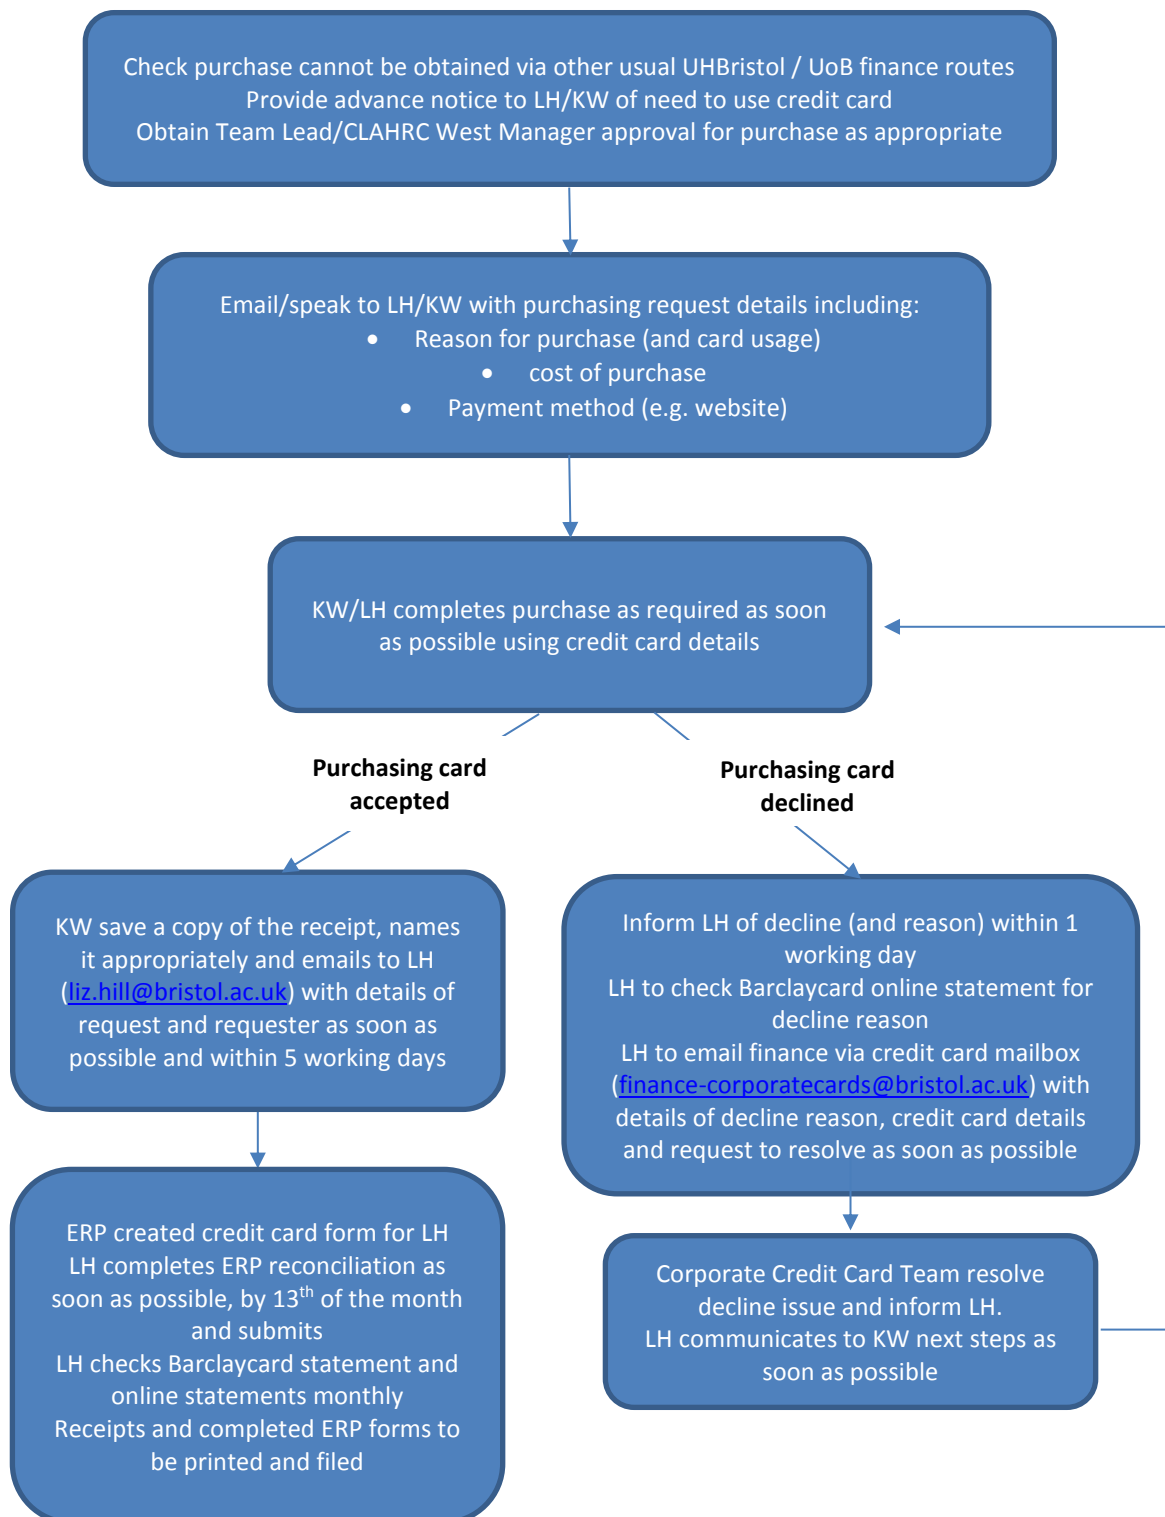 Check purchase cannot be obtained via other usual UHBristol / UoB finance routes
Provide advance notice to LH/KW of need to use credit card
Obtain Team Lead/CLAHRC West Manager approval for purchase as appropriate
Email/speak to LH/KW with purchasing request details including:
• Reason for purchase (and card usage)
• cost of purchase
• Payment method (e.g. website)
KW/LH completes purchase as required as soon
as possible using credit card details
Purchasing card
accepted
Purchasing card
declined
KW save a copy of the receipt, names
it appropriately and emails to LH
(liz.hill@bristol.ac.uk) with details of
request and requester as soon as
possible and within 5 working days
Inform LH of decline (and reason) within 1
working day
LH to check Barclaycard online statement for
decline reason
LH to email finance via credit card mailbox
(finance-corporatecards@bristol.ac.uk) with
details of decline reason, credit card details
and request to resolve as soon as possible
ERP created credit card form for LH
LH completes ERP reconciliation as
soon as possible, by 13th of the month
and submits
LH checks Barclaycard statement and
online statements monthly
Receipts and completed ERP forms to
be printed and filed
Corporate Credit Card Team resolve
decline issue and inform LH.
LH communicates to KW next steps as
soon as possible